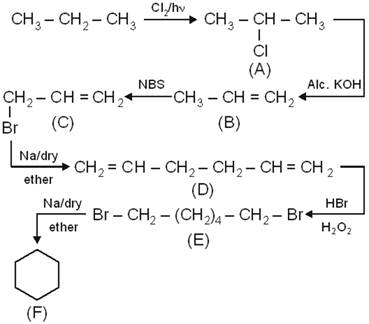 CH₃ – CH₂ – CH₃ Cl₂/hν CH₃ – CH – CH₃
Cl
(A)
Alc. KOH
CH₂ – CH = CH₂ NBS CH₃ – CH = CH₂
Br (C) (B)
Na/dry ether CH₂ = CH – CH₂ – CH₂ – CH = CH₂
(D)
HBr
H₂O₂
Na/dry ether Br – CH₂ – (CH₂)₄ – CH₂ – Br
(E)
(F)